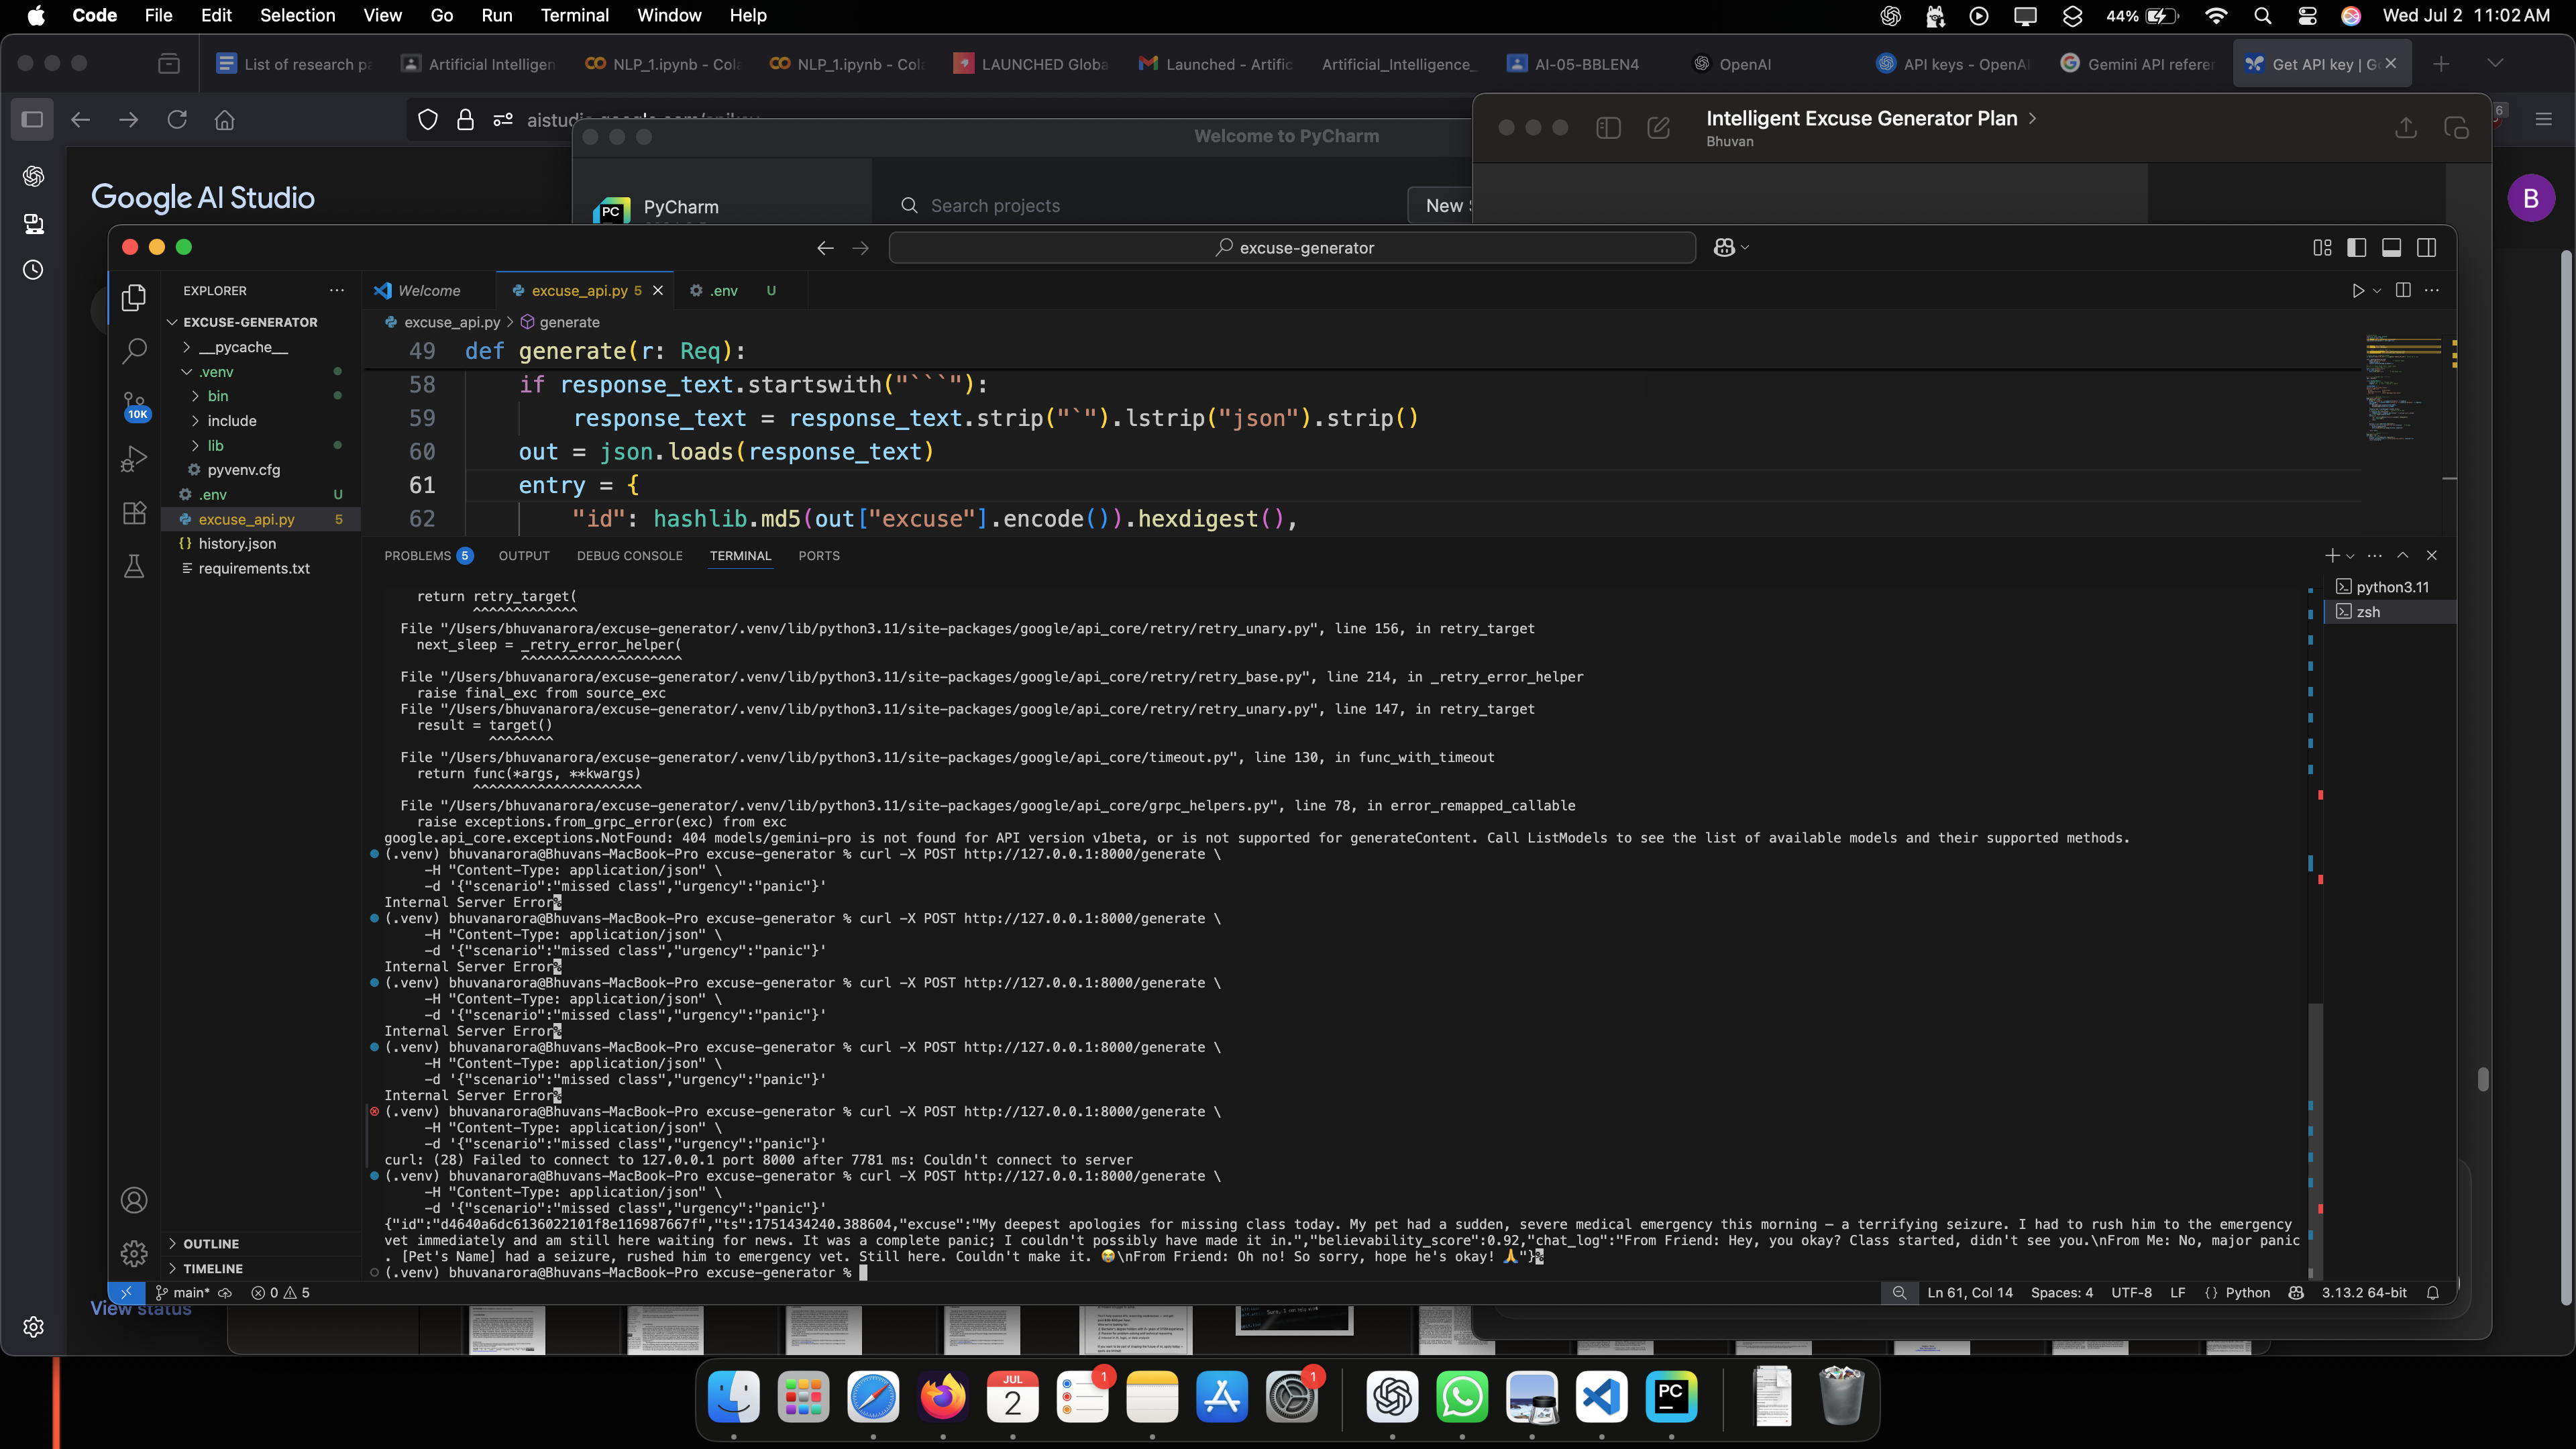 Code File Edit Selection View Go Run Terminal Window Help 44% Wed Jul 2 11:02 AM
List of research pa Artificial Intelligen NLP_1.ipynb - Cola NLP_1.ipynb - Cola LAUNCHED Globa Launched - Artific Artificial_Intelligence_ AI-05-BBLEN4 OpenAI API keys - OpenAI Gemini API referen Get API key | G
6
Welcome to PyCharm
Intelligent Excuse Generator Plan
Bhuvan
Google AI Studio
PyCharm
Search projects
New
B
excuse-generator
EXPLORER
Welcome excuse_api.py 5 .env U
EXCUSE-GENERATOR
__pycache__
.venv
bin
include
lib
pyvenv.cfg
.env U
excuse_api.py 5
history.json
requirements.txt
OUTLINE
TIMELINE
10K
excuse_api.py > generate
49 def generate(r: Req):
58 if response_text.startswith("```"):
59 response_text = response_text.strip("`").lstrip("json").strip()
60 out = json.loads(response_text)
61 entry = {
62 "id": hashlib.md5(out["excuse"].encode()).hexdigest(),
PROBLEMS 5 OUTPUT DEBUG CONSOLE TERMINAL PORTS
python3.11
zsh
return retry_target(
^^^^^^^^^^^^^
File "/Users/bhuvanarora/excuse-generator/.venv/lib/python3.11/site-packages/google/api_core/retry/retry_unary.py", line 156, in retry_target
next_sleep = _retry_error_helper(
^^^^^^^^^^^^^^^^^^^^
File "/Users/bhuvanarora/excuse-generator/.venv/lib/python3.11/site-packages/google/api_core/retry/retry_base.py", line 214, in _retry_error_helper
raise final_exc from source_exc
File "/Users/bhuvanarora/excuse-generator/.venv/lib/python3.11/site-packages/google/api_core/retry/retry_unary.py", line 147, in retry_target
result = target()
^^^^^^^^
File "/Users/bhuvanarora/excuse-generator/.venv/lib/python3.11/site-packages/google/api_core/timeout.py", line 130, in func_with_timeout
return func(*args, **kwargs)
^^^^^^^^^^^^^^^^^^^^^
File "/Users/bhuvanarora/excuse-generator/.venv/lib/python3.11/site-packages/google/api_core/grpc_helpers.py", line 78, in error_remapped_callable
raise exceptions.from_grpc_error(exc) from exc
google.api_core.exceptions.NotFound: 404 models/gemini-pro is not found for API version v1beta, or is not supported for generateContent. Call ListModels to see the list of available models and their supported methods.
(.venv) bhuvanarora@Bhuvans-MacBook-Pro excuse-generator % curl -X POST http://127.0.0.1:8000/generate \
-H "Content-Type: application/json" \
-d '{"scenario":"missed class","urgency":"panic"}'
Internal Server Error%
(.venv) bhuvanarora@Bhuvans-MacBook-Pro excuse-generator % curl -X POST http://127.0.0.1:8000/generate \
-H "Content-Type: application/json" \
-d '{"scenario":"missed class","urgency":"panic"}'
Internal Server Error%
(.venv) bhuvanarora@Bhuvans-MacBook-Pro excuse-generator % curl -X POST http://127.0.0.1:8000/generate \
-H "Content-Type: application/json" \
-d '{"scenario":"missed class","urgency":"panic"}'
Internal Server Error%
(.venv) bhuvanarora@Bhuvans-MacBook-Pro excuse-generator % curl -X POST http://127.0.0.1:8000/generate \
-H "Content-Type: application/json" \
-d '{"scenario":"missed class","urgency":"panic"}'
Internal Server Error%
(.venv) bhuvanarora@Bhuvans-MacBook-Pro excuse-generator % curl -X POST http://127.0.0.1:8000/generate \
-H "Content-Type: application/json" \
-d '{"scenario":"missed class","urgency":"panic"}'
curl: (28) Failed to connect to 127.0.0.1 port 8000 after 7781 ms: Couldn't connect to server
(.venv) bhuvanarora@Bhuvans-MacBook-Pro excuse-generator % curl -X POST http://127.0.0.1:8000/generate \
-H "Content-Type: application/json" \
-d '{"scenario":"missed class","urgency":"panic"}'
{"id":"d4640a6dc6136022101f8e116987667f","ts":1751434240.388604,"excuse":"My deepest apologies for missing class today. My pet had a sudden, severe medical emergency this morning – a terrifying seizure. I had to rush him to the emergency
vet immediately and am still here waiting for news. It was a complete panic; I couldn't possibly have made it in.","believability_score":0.92,"chat_log":"From Friend: Hey, you okay? Class started, didn't see you.\nFrom Me: No, major panic
. [Pet's Name] had a seizure, rushed him to emergency vet. Still here. Couldn't make it. 😭\nFrom Friend: Oh no! So sorry, hope he's okay! 🙏"}%
(.venv) bhuvanarora@Bhuvans-MacBook-Pro excuse-generator %
main* 0 5 Ln 61, Col 14 Spaces: 4 UTF-8 LF {} Python 3.13.2 64-bit
View status
JUL
2
1
1
PC